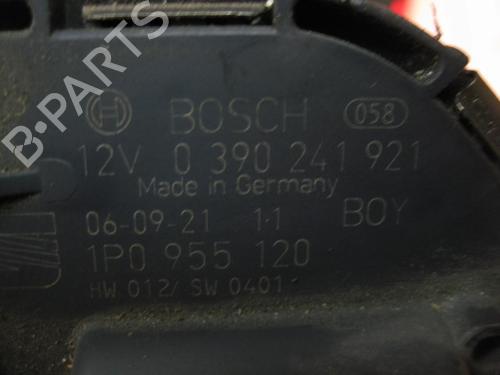 B-PARTS
BOSCH 058
12V 0 390 241 921
Made in Germany
06-09-21 1.1 BOY
1P0 955 120
HW 012/ SW 0401